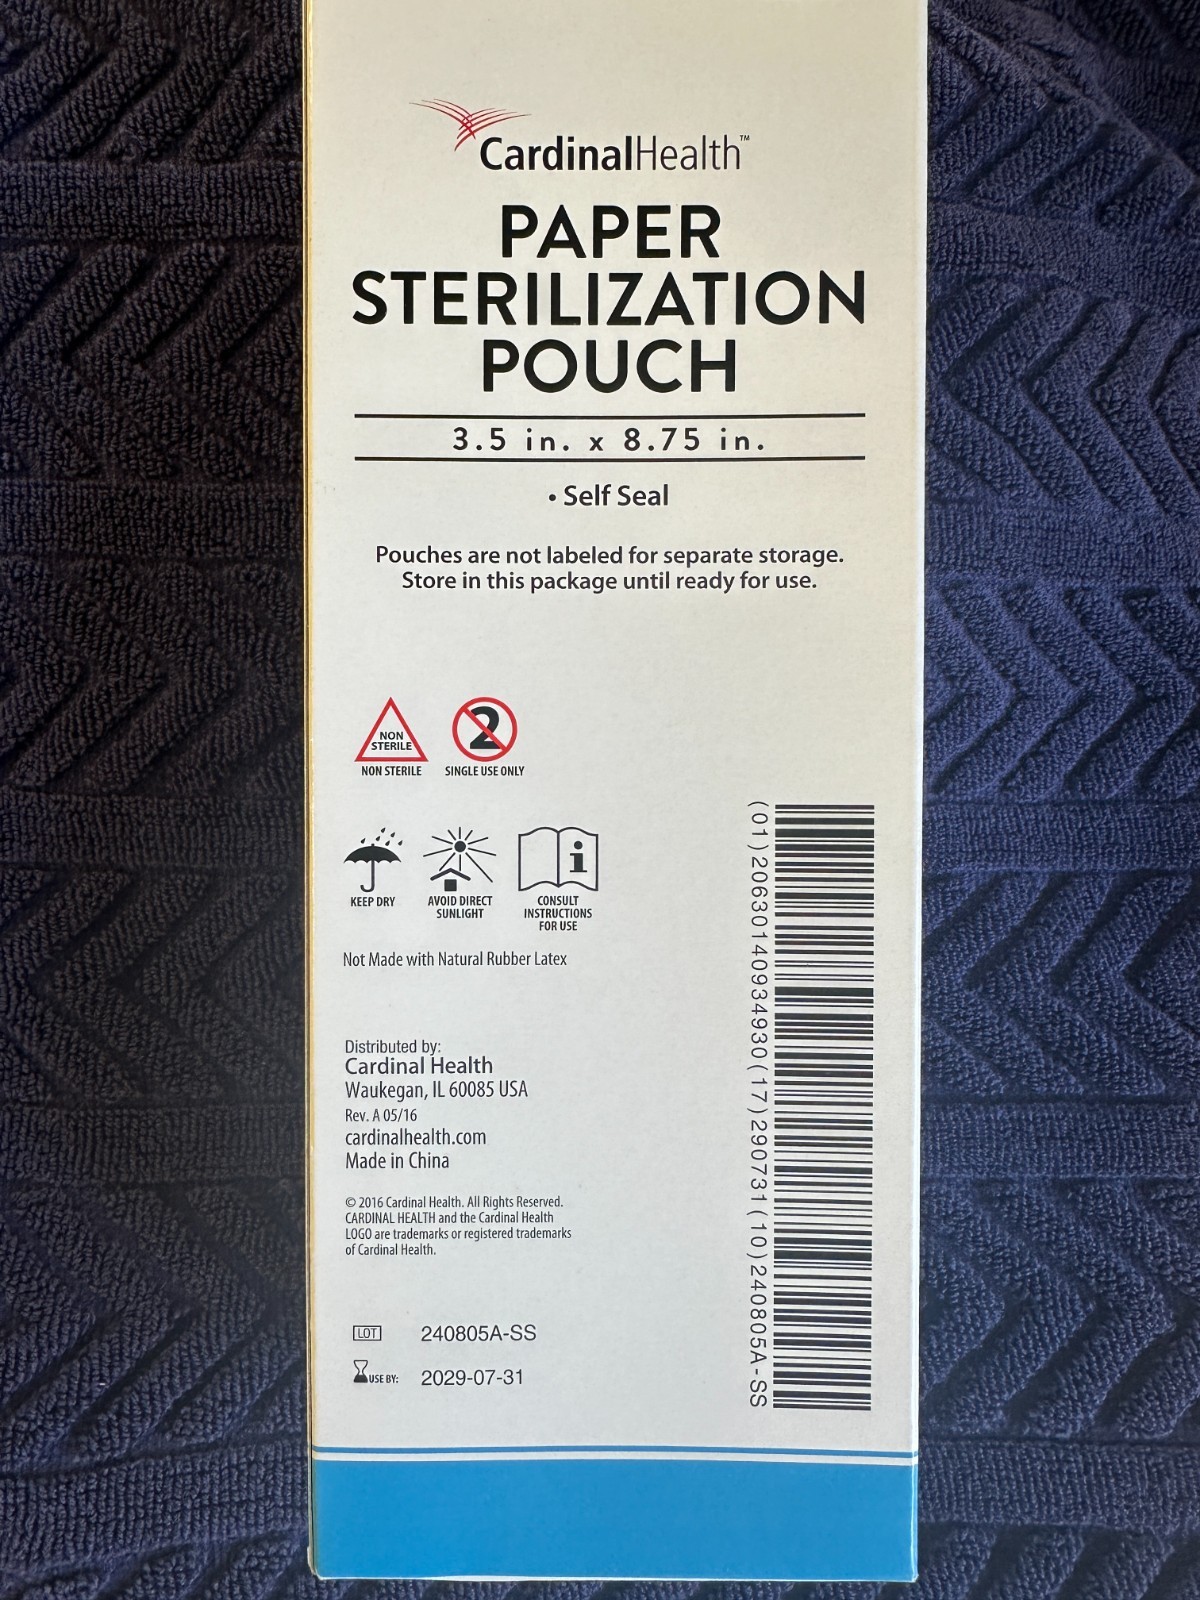 CardinalHealth™
PAPER
STERILIZATION
POUCH
3.5 in. x 8.75 in.
• Self Seal
Pouches are not labeled for separate storage.
Store in this package until ready for use.
NON
STERILE
NON STERILE
2
SINGLE USE ONLY
KEEP DRY
AVOID DIRECT
SUNLIGHT
i
CONSULT
INSTRUCTIONS
FOR USE
Not Made with Natural Rubber Latex
Distributed by:
Cardinal Health
Waukegan, IL 60085 USA
Rev. A 05/16
cardinalhealth.com
Made in China
© 2016 Cardinal Health. All Rights Reserved.
CARDINAL HEALTH and the Cardinal Health
LOGO are trademarks or registered trademarks
of Cardinal Health.
LOT 240805A-SS
USE BY: 2029-07-31
(01)20630140934930(17)290731(10)240805A-SS